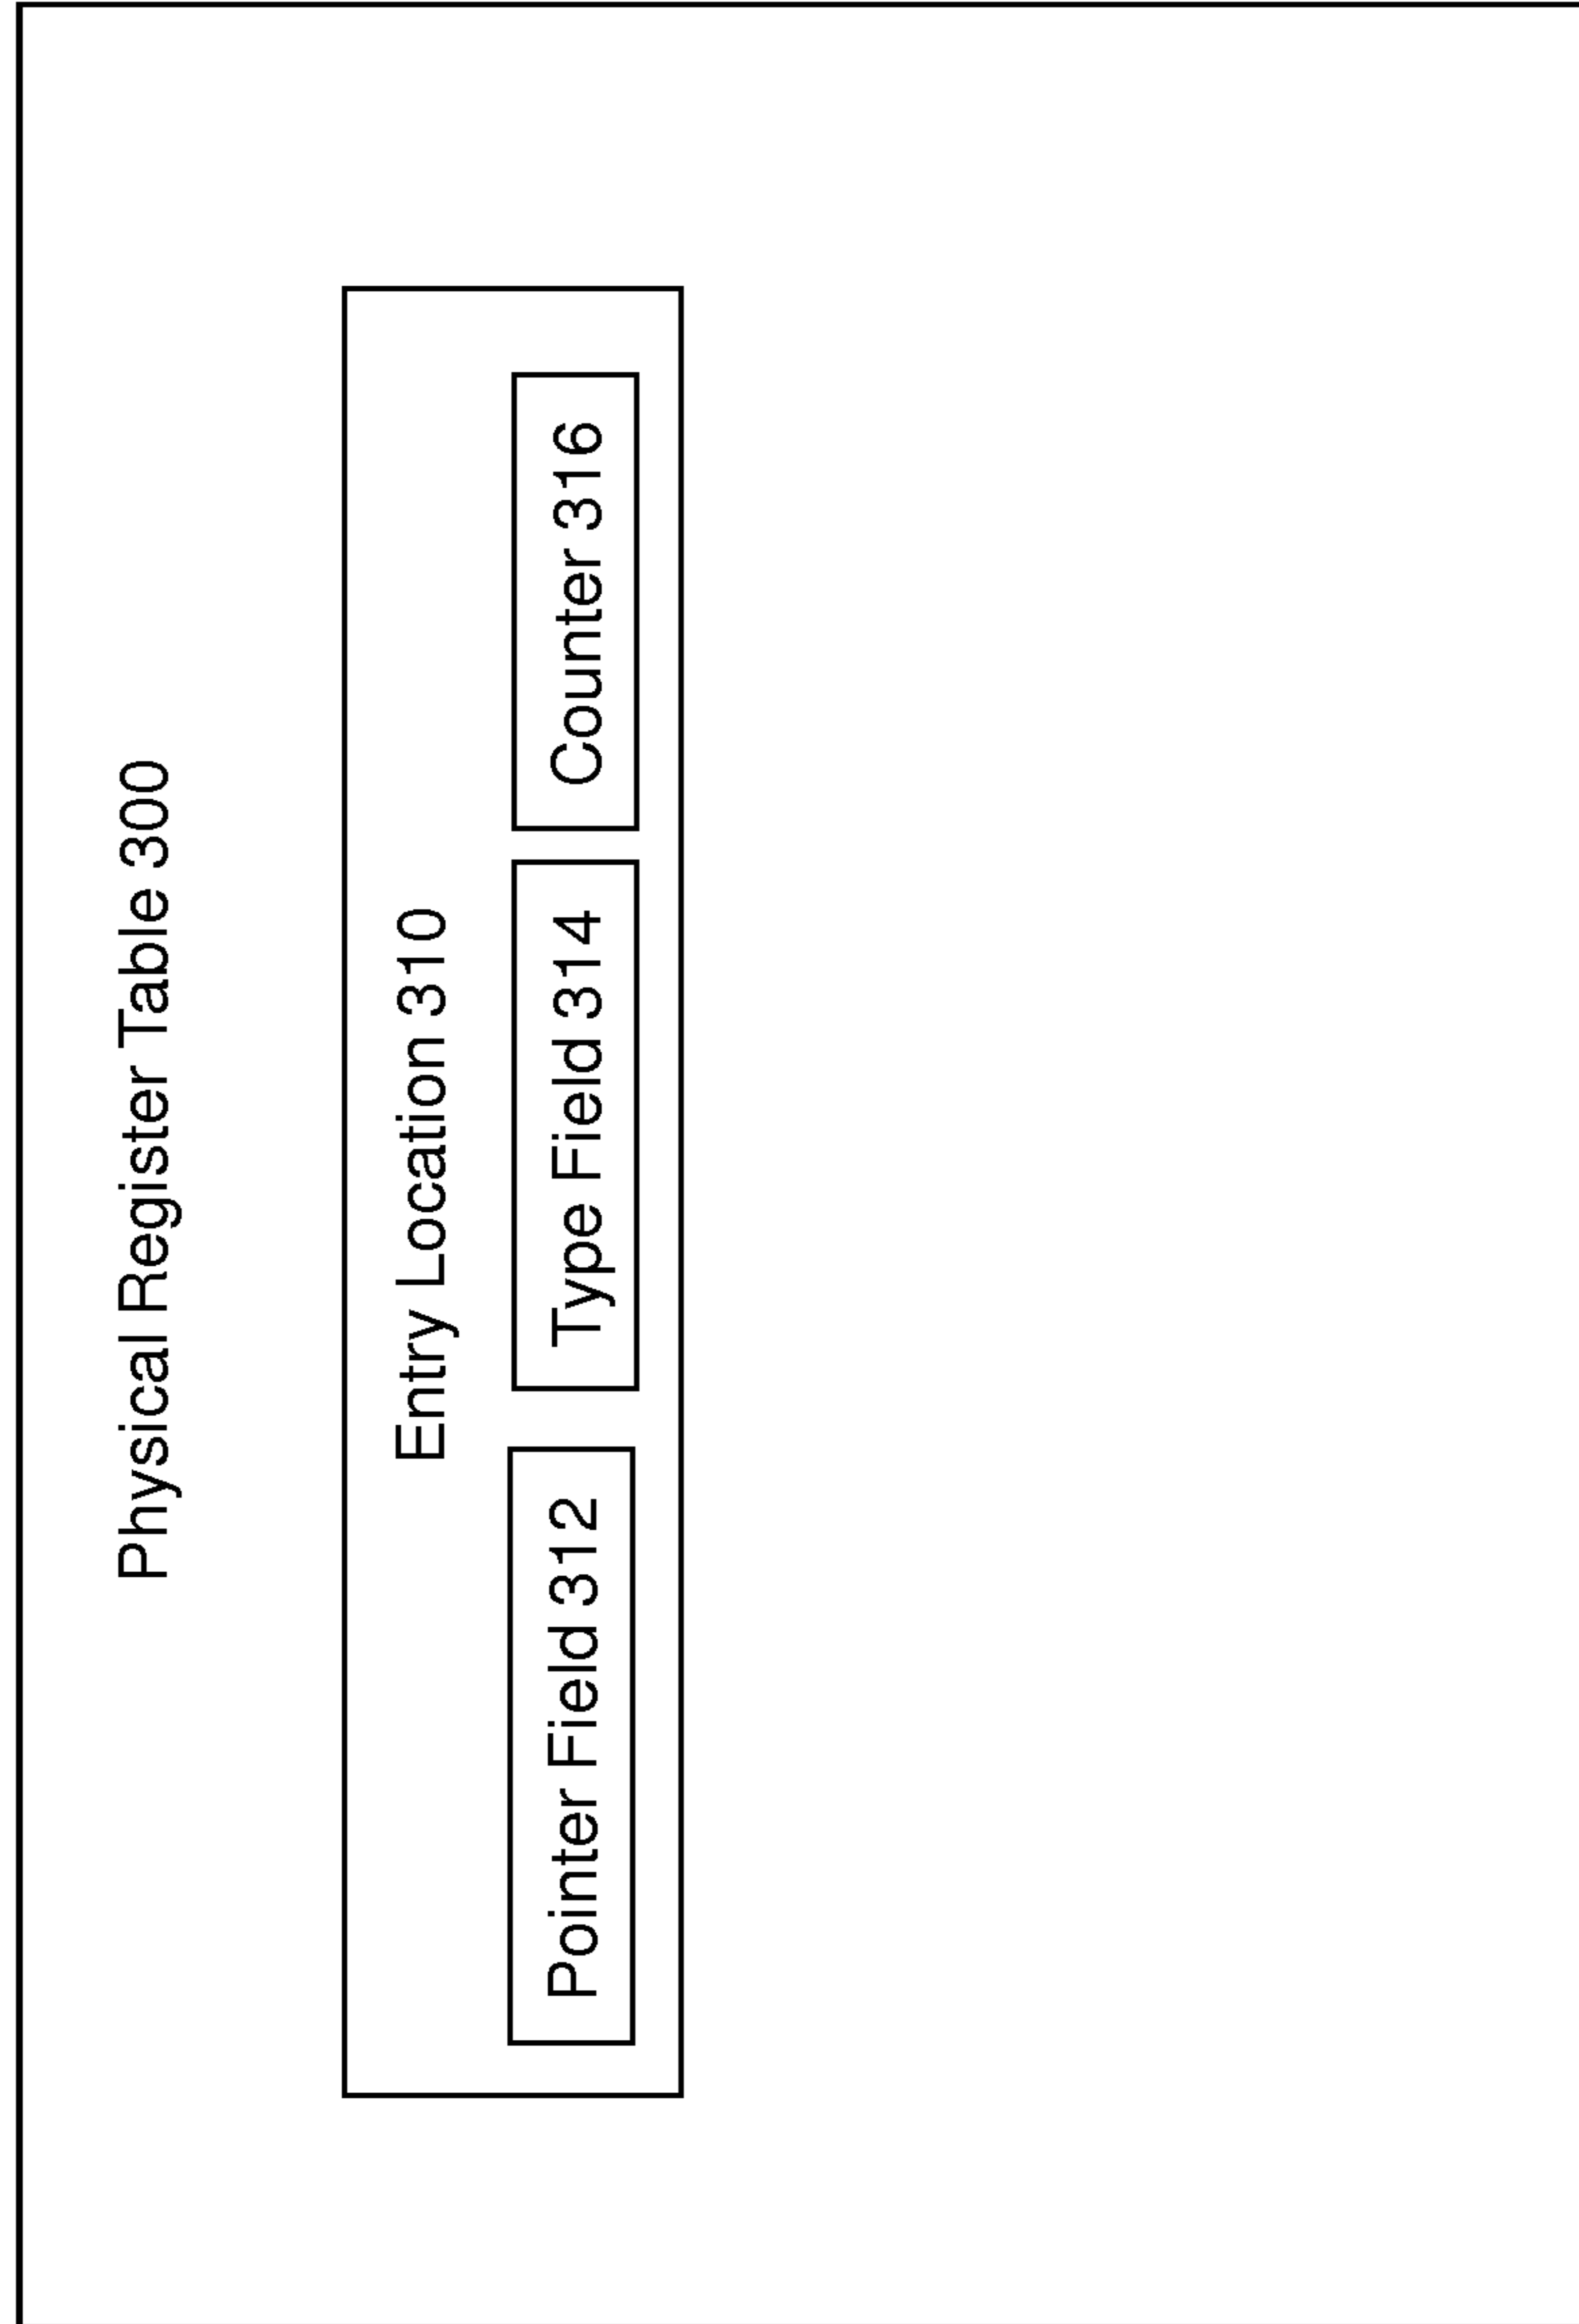 Physical Register Table 300
Entry Location 310
Pointer Field 312
Type Field 314
Counter 316